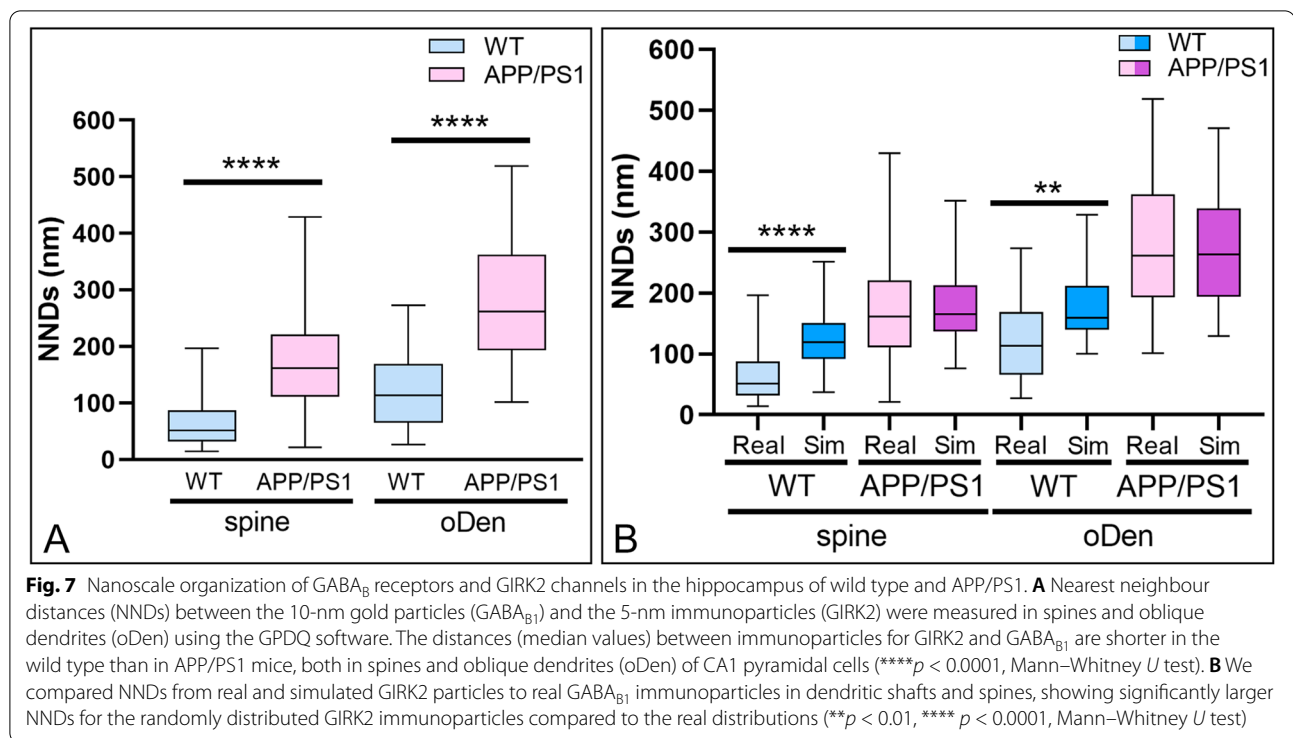 WT
APP/PS1
600
500
400
300
200
100
0
NNDs (nm)
****
****
WT
APP/PS1
WT
APP/PS1
spine
oDen
A
WT
APP/PS1
600
500
400
300
200
100
0
NNDs (nm)
****
**
Real
Sim
Real
Sim
Real
Sim
Real
Sim
WT
APP/PS1
WT
APP/PS1
spine
oDen
B
Fig. 7 Nanoscale organization of GABAB receptors and GIRK2 channels in the hippocampus of wild type and APP/PS1. A Nearest neighbour
distances (NNDs) between the 10-nm gold particles (GABAB1) and the 5-nm immunoparticles (GIRK2) were measured in spines and oblique
dendrites (oDen) using the GPDQ software. The distances (median values) between immunoparticles for GIRK2 and GABAB1 are shorter in the
wild type than in APP/PS1 mice, both in spines and oblique dendrites (oDen) of CA1 pyramidal cells (****p < 0.0001, Mann–Whitney U test). B We
compared NNDs from real and simulated GIRK2 particles to real GABAB1 immunoparticles in dendritic shafts and spines, showing significantly larger
NNDs for the randomly distributed GIRK2 immunoparticles compared to the real distributions (**p < 0.01, **** p < 0.0001, Mann–Whitney U test)